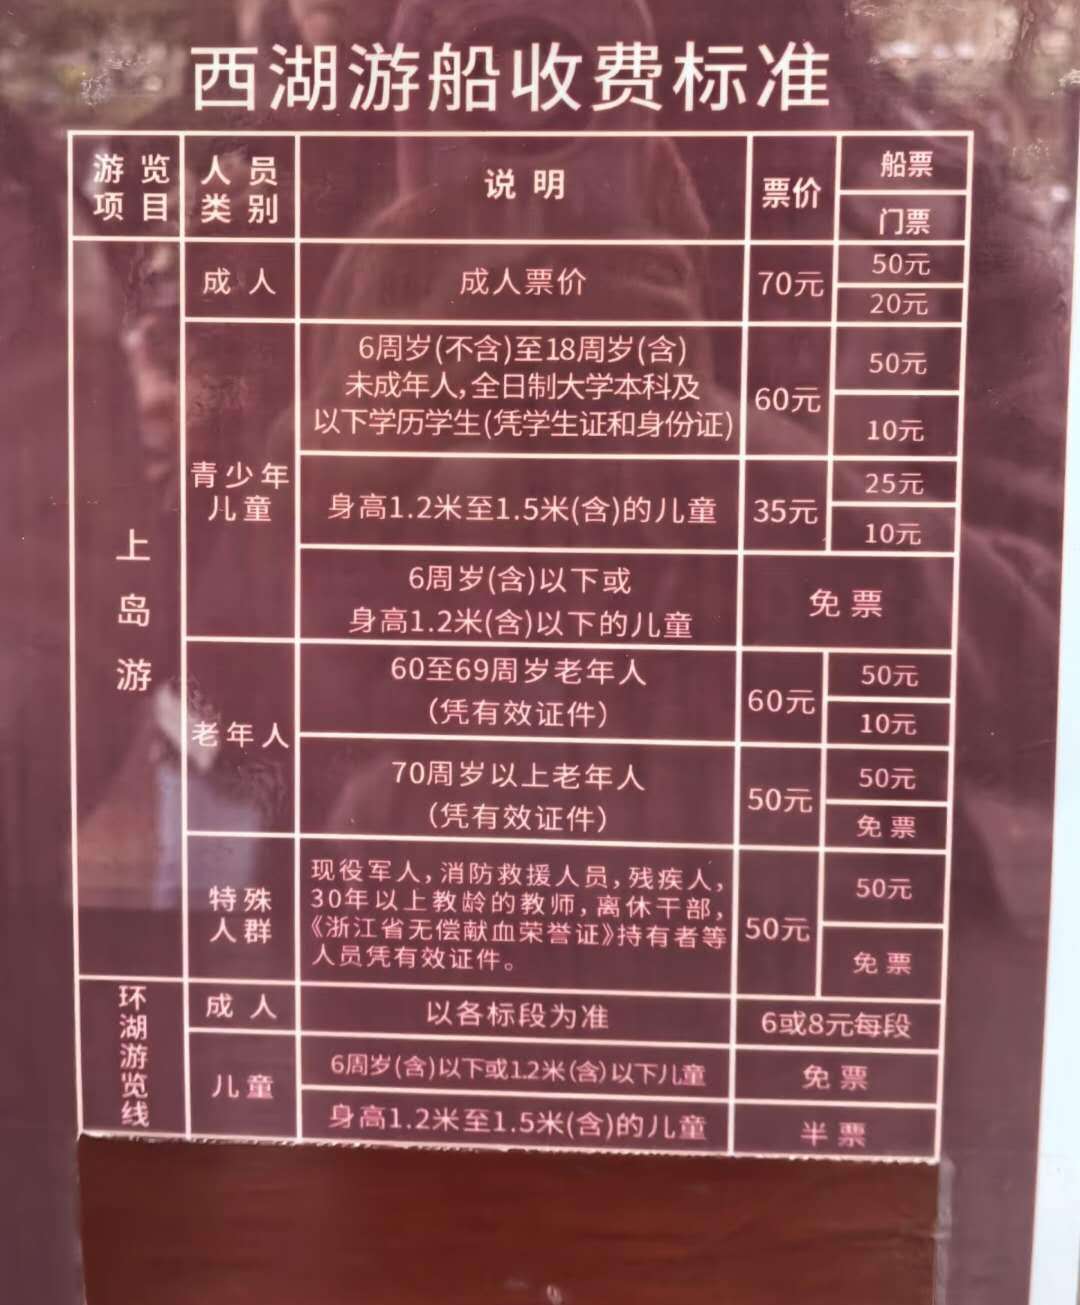 西湖游船收费标准
游览
项目
人员
类别
说明
票价
船票
门票
上岛游
成人
成人票价
70元
50元
20元
青少年
儿童
6周岁(不含)至18周岁(含)
未成年人,全日制大学本科及
以下学历学生(凭学生证和身份证)
60元
50元
10元
身高1.2米至1.5米(含)的儿童
35元
25元
10元
6周岁(含)以下或
身高1.2米(含)以下的儿童
免票
老年人
60至69周岁老年人
(凭有效证件)
60元
50元
10元
70周岁以上老年人
(凭有效证件)
50元
50元
免票
特殊
人群
现役军人,消防救援人员,残疾人,
30年以上教龄的教师,离休干部,
《浙江省无偿献血荣誉证》持有者等
人员凭有效证件。
50元
50元
免票
环湖游览线
成人
以各标段为准
6或8元每段
儿童
6周岁(含)以下或1.2米(含)以下儿童
免票
身高1.2米至1.5米(含)的儿童
半票